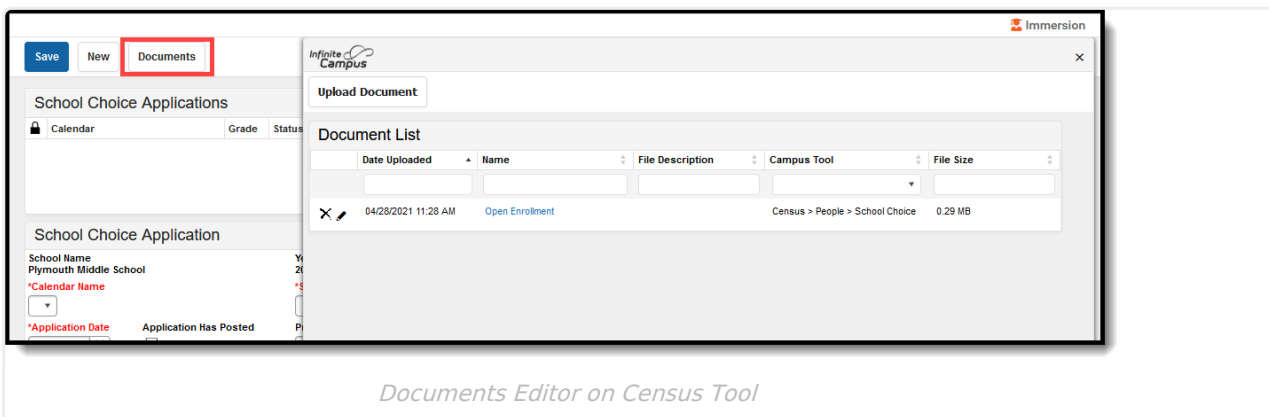 Immersion
Save New Documents
School Choice Applications
Calendar Grade Status
School Choice Application
School Name
Plymouth Middle School
*Calendar Name
*Application Date Application Has Posted
Infinite
Campus
×
Upload Document
Document List
Date Uploaded Name File Description Campus Tool File Size
04/28/2021 11:28 AM Open Enrollment Census > People > School Choice 0.29 MB
Documents Editor on Census Tool